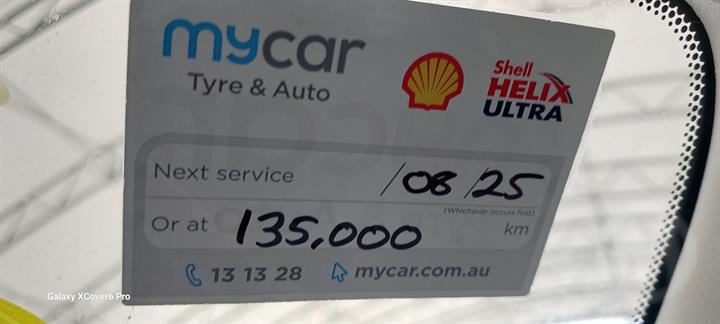 mycar
Tyre & Auto
Shell
HELIX
ULTRA
Next service /08/25
(Whichever occurs first)
Or at 135,000 km
13 13 28 mycar.com.au
Galaxy XCover6 Pro